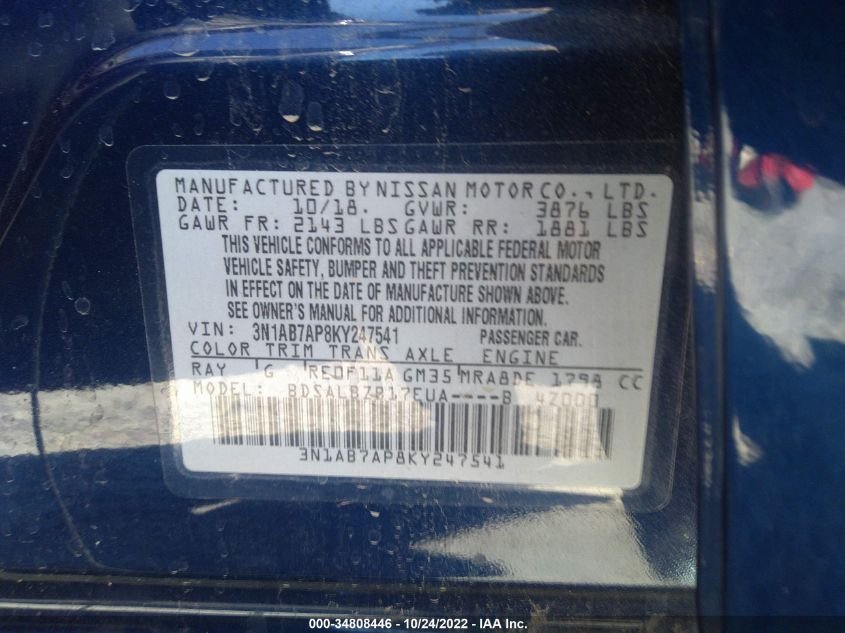 MANUFACTURED BY NISSAN MOTOR CO., LTD.
DATE: 10/18. GVWR: 3876 LBS
GAWR FR: 2143 LBS GAWR RR: 1881 LBS
THIS VEHICLE CONFORMS TO ALL APPLICABLE FEDERAL MOTOR
VEHICLE SAFETY, BUMPER AND THEFT PREVENTION STANDARDS
IN EFFECT ON THE DATE OF MANUFACTURE SHOWN ABOVE.
SEE OWNER'S MANUAL FOR ADDITIONAL INFORMATION.
VIN: 3N1AB7AP8KY247541 PASSENGER CAR.
COLOR TRIM TRANS AXLE ENGINE
RAY G RE0F11A GM35 MRA8DE 1798 CC
MODEL: BDSALBZB17EUA----B 4Z000
3N1AB7AP8KY247541
000-34808446 - 10/24/2022 - IAA Inc.